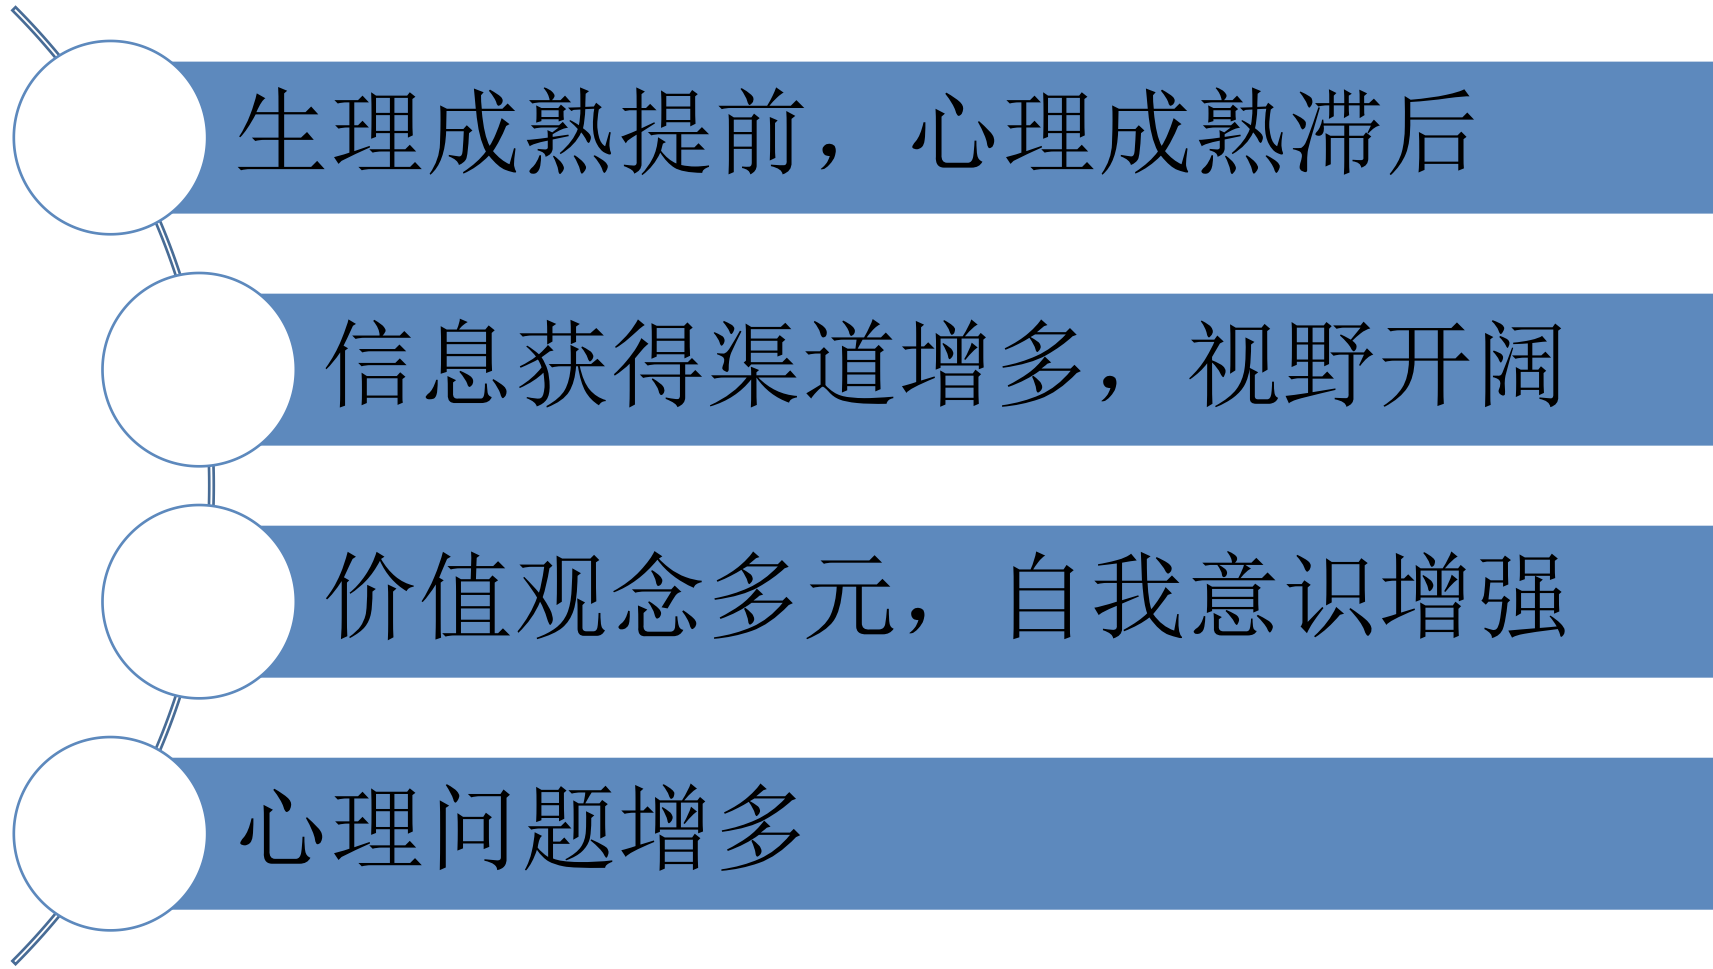 生理成熟提前，心理成熟滞后
信息获得渠道增多，视野开阔
价值观念多元，自我意识增强
心理问题增多